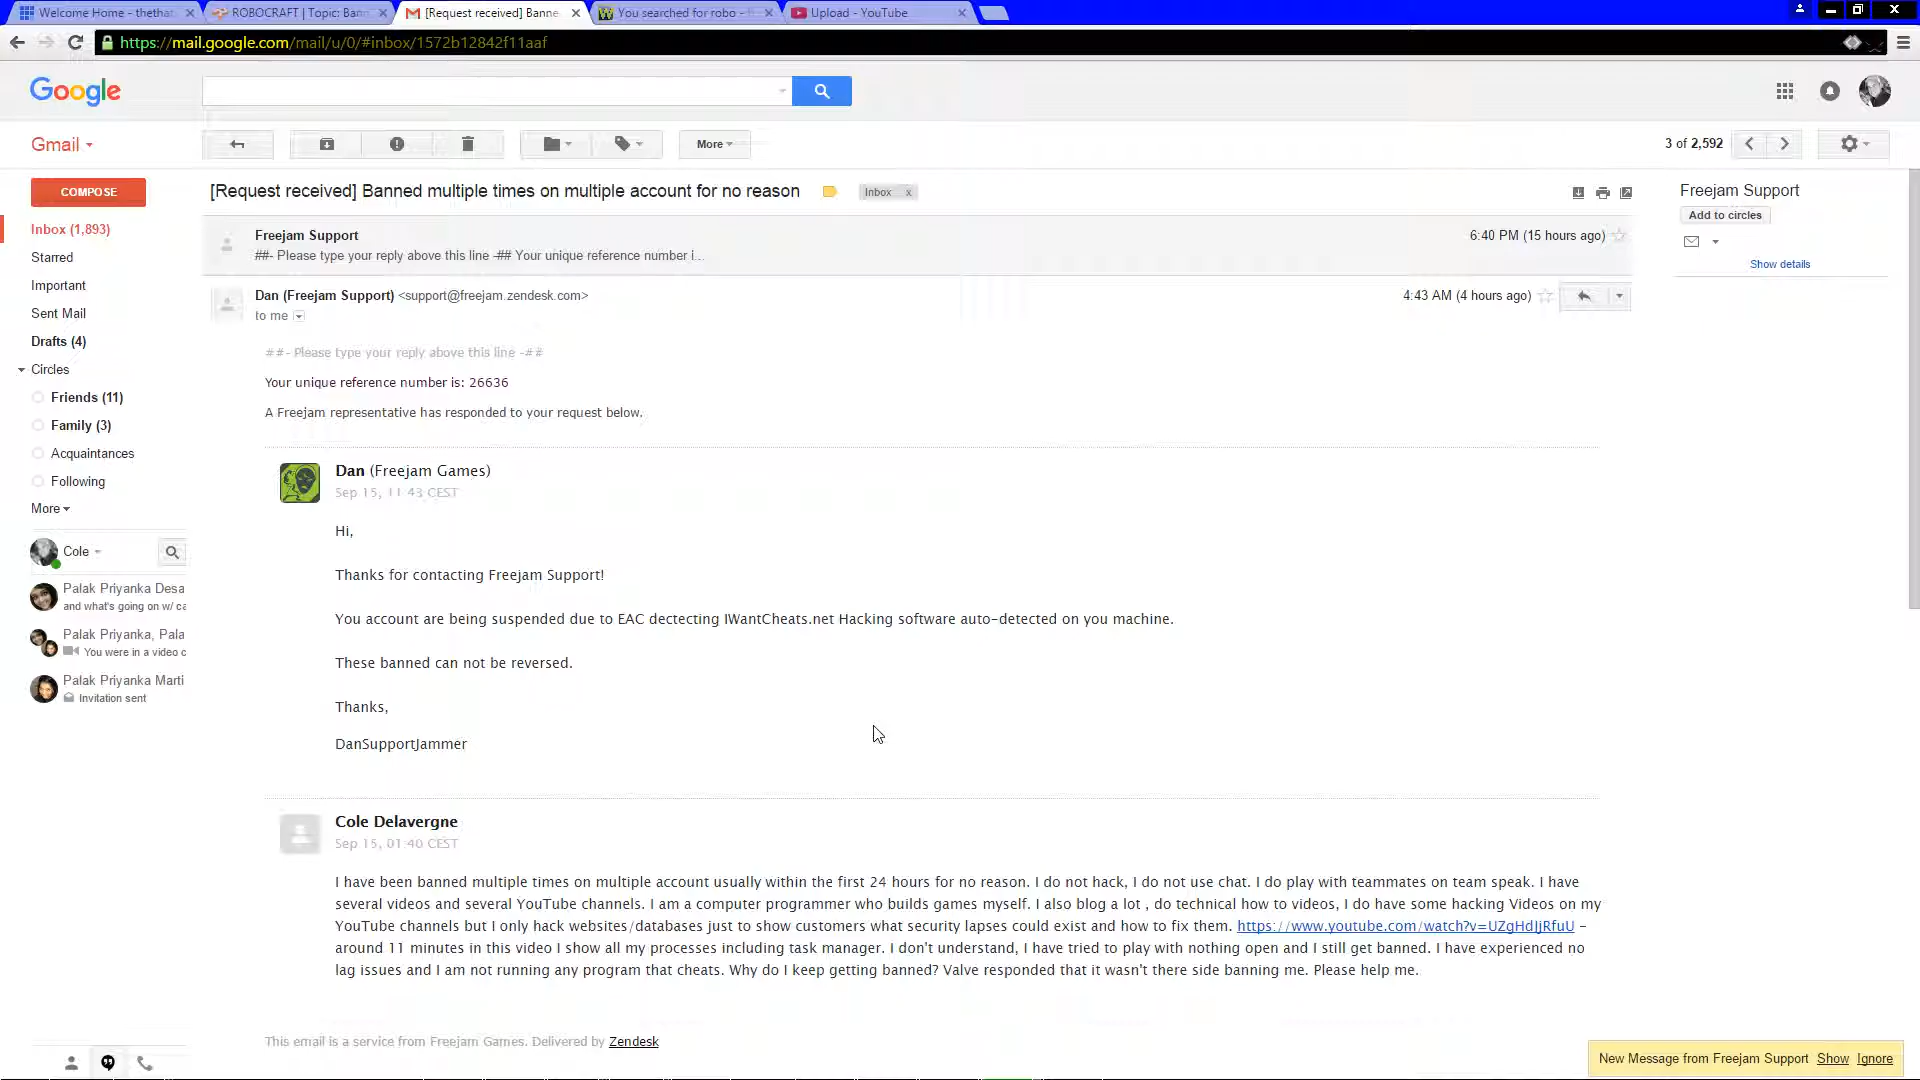 Welcome Home - thethat
ROBOCRAFT | Topic: Ban
[Request received] Banne
You searched for robo -
Upload - YouTube
https://mail.google.com/mail/u/0/#inbox/1572b12842f11aaf
Google
Gmail
More
3 of 2,592
COMPOSE
[Request received] Banned multiple times on multiple account for no reason
Inbox x
Freejam Support
Add to circles
Show details
Inbox (1,893)
Starred
Important
Sent Mail
Drafts (4)
Circles
Friends (11)
Family (3)
Acquaintances
Following
More
Cole
Palak Priyanka Desa
and what's going on w/ ca
Palak Priyanka, Pala
You were in a video c
Palak Priyanka Marti
Invitation sent
Freejam Support
6:40 PM (15 hours ago)
##- Please type your reply above this line -## Your unique reference number i...
Dan (Freejam Support) <support@freejam.zendesk.com>
4:43 AM (4 hours ago)
to me
##- Please type your reply above this line -##
Your unique reference number is: 26636
A Freejam representative has responded to your request below.
Dan (Freejam Games)
Sep 15, 11:43 CEST
Hi,
Thanks for contacting Freejam Support!
You account are being suspended due to EAC dectecting IWantCheats.net Hacking software auto-detected on you machine.
These banned can not be reversed.
Thanks,
DanSupportJammer
Cole Delavergne
Sep 15, 01:40 CEST
I have been banned multiple times on multiple account usually within the first 24 hours for no reason. I do not hack, I do not use chat. I do play with teammates on team speak. I have
several videos and several YouTube channels. I am a computer programmer who builds games myself. I also blog a lot , do technical how to videos, I do have some hacking Videos on my
YouTube channels but I only hack websites/databases just to show customers what security lapses could exist and how to fix them. https://www.youtube.com/watch?v=UZgHdJjRfuU -
around 11 minutes in this video I show all my processes including task manager. I don't understand, I have tried to play with nothing open and I still get banned. I have experienced no
lag issues and I am not running any program that cheats. Why do I keep getting banned? Valve responded that it wasn't there side banning me. Please help me.
This email is a service from Freejam Games. Delivered by Zendesk
New Message from Freejam Support Show Ignore